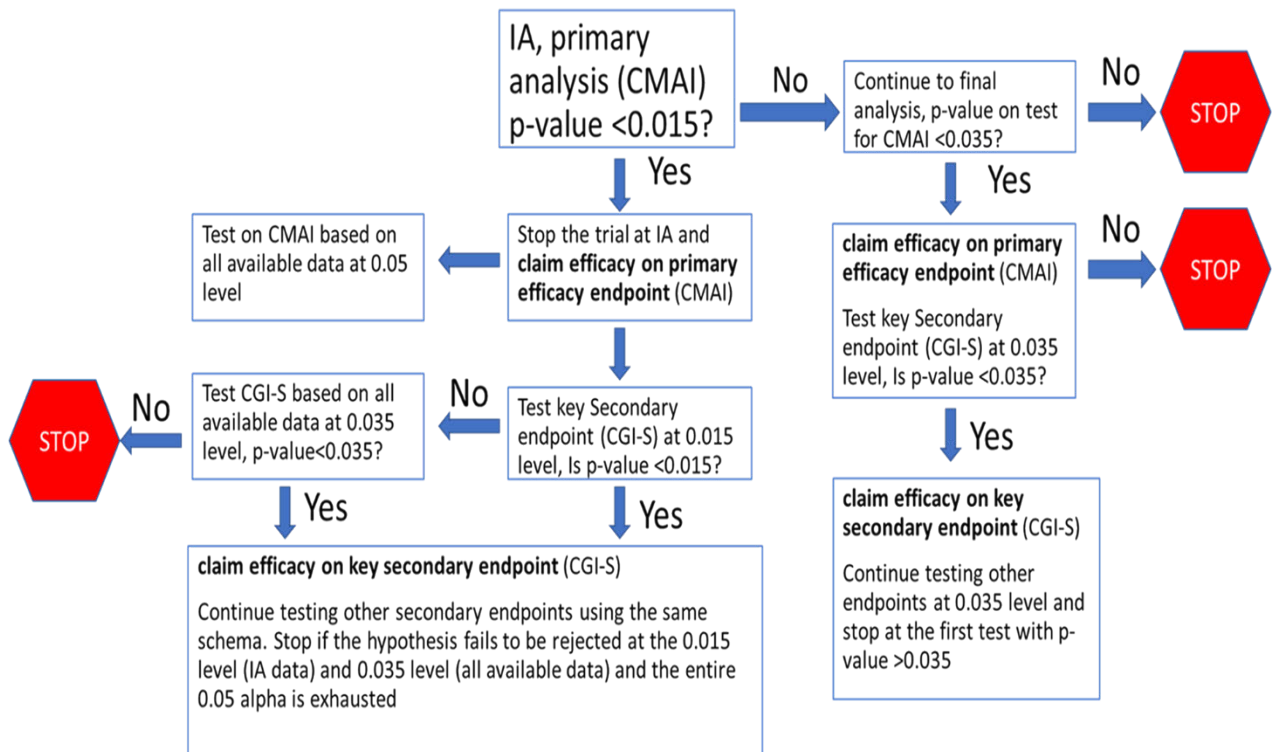 IA, primary
analysis (CMAI)
p-value <0.015?
No
Continue to final
analysis, p-value on test
for CMAI <0.035?
No
STOP
Yes
Yes
Test on CMAI based on
all available data at 0.05
level
Stop the trial at IA and
claim efficacy on primary
efficacy endpoint (CMAI)
claim efficacy on primary
efficacy endpoint (CMAI)
Test key Secondary
endpoint (CGI-S) at 0.035
level, Is p-value <0.035?
No
STOP
STOP
No
Test CGI-S based on all
available data at 0.035
level, p-value<0.035?
No
Test key Secondary
endpoint (CGI-S) at 0.015
level, Is p-value <0.015?
Yes
Yes
Yes
claim efficacy on key secondary endpoint (CGI-S)
Continue testing other secondary endpoints using the same
schema. Stop if the hypothesis fails to be rejected at the 0.015
level (IA data) and 0.035 level (all available data) and the entire
0.05 alpha is exhausted
claim efficacy on key
secondary endpoint (CGI-S)
Continue testing other
endpoints at 0.035 level and
stop at the first test with p-
value >0.035